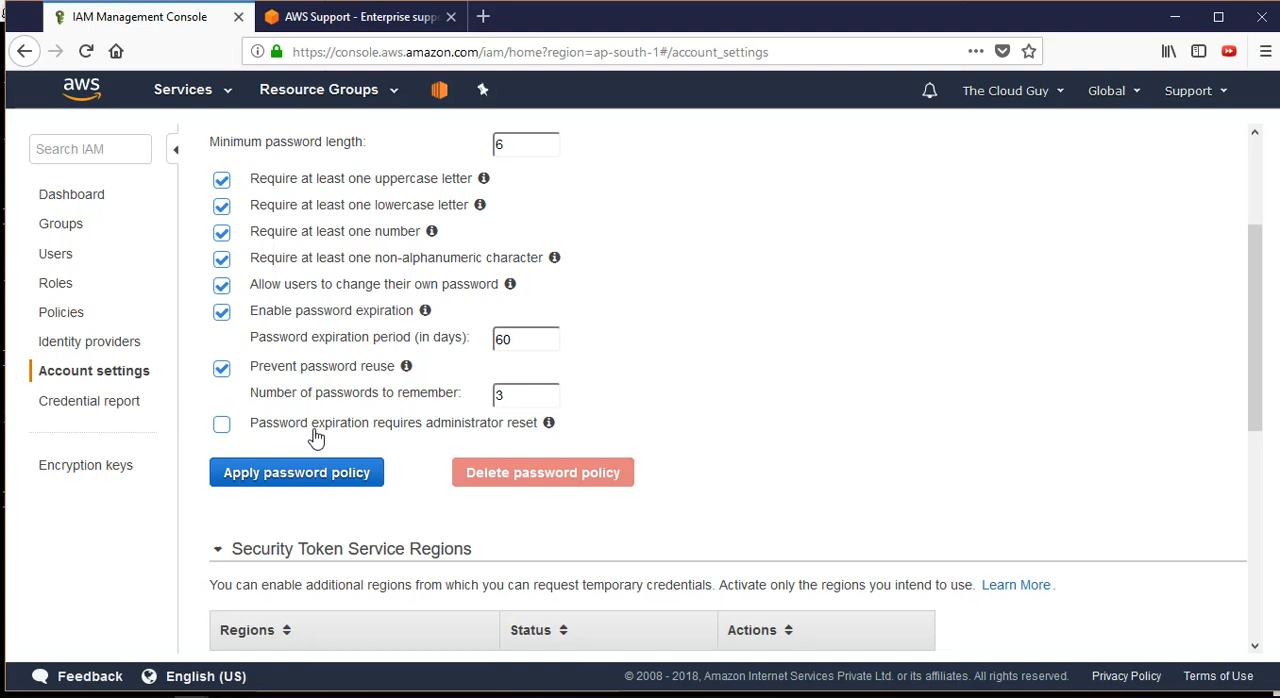 IAM Management Console
AWS Support - Enterprise suppo
https://console.aws.amazon.com/iam/home?region=ap-south-1#/account_settings
aws
Services
Resource Groups
The Cloud Guy
Global
Support
Search IAM
Dashboard
Groups
Users
Roles
Policies
Identity providers
Account settings
Credential report
Encryption keys
Minimum password length: 6
Require at least one uppercase letter
Require at least one lowercase letter
Require at least one number
Require at least one non-alphanumeric character
Allow users to change their own password
Enable password expiration
Password expiration period (in days): 60
Prevent password reuse
Number of passwords to remember: 3
Password expiration requires administrator reset
Apply password policy
Delete password policy
Security Token Service Regions
You can enable additional regions from which you can request temporary credentials. Activate only the regions you intend to use. Learn More.
Regions
Status
Actions
Feedback
English (US)
© 2008 - 2018, Amazon Internet Services Private Ltd. or its affiliates. All rights reserved.
Privacy Policy
Terms of Use